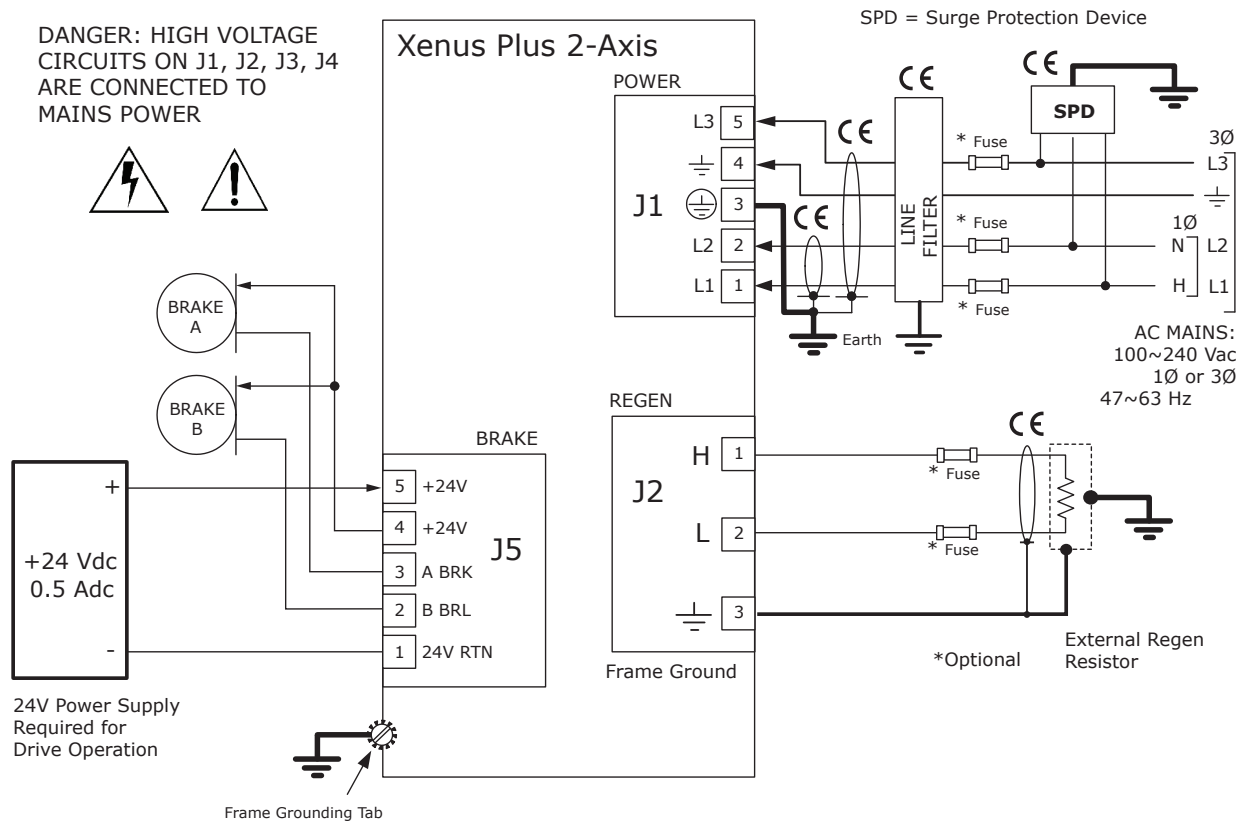 SPD = Surge Protection Device
DANGER: HIGH VOLTAGE
CIRCUITS ON J1, J2, J3, J4
ARE CONNECTED TO
MAINS POWER
Xenus Plus 2-Axis
POWER
J1
L3 5
4
3
L2 2
L1 1
CE
CE
CE
CE
SPD
* Fuse
* Fuse
* Fuse
LINE
FILTER
Earth
3Ø
L3
1Ø
N L2
H L1
AC MAINS:
100~240 Vac
1Ø or 3Ø
47~63 Hz
BRAKE
A
BRAKE
B
BRAKE
J5
5 +24V
4 +24V
3 A BRK
2 B BRL
1 24V RTN
+
+24 Vdc
0.5 Adc
-
24V Power Supply
Required for
Drive Operation
Frame Grounding Tab
REGEN
J2
H 1
L 2
3
Frame Ground
CE
* Fuse
* Fuse
*Optional
External Regen
Resistor